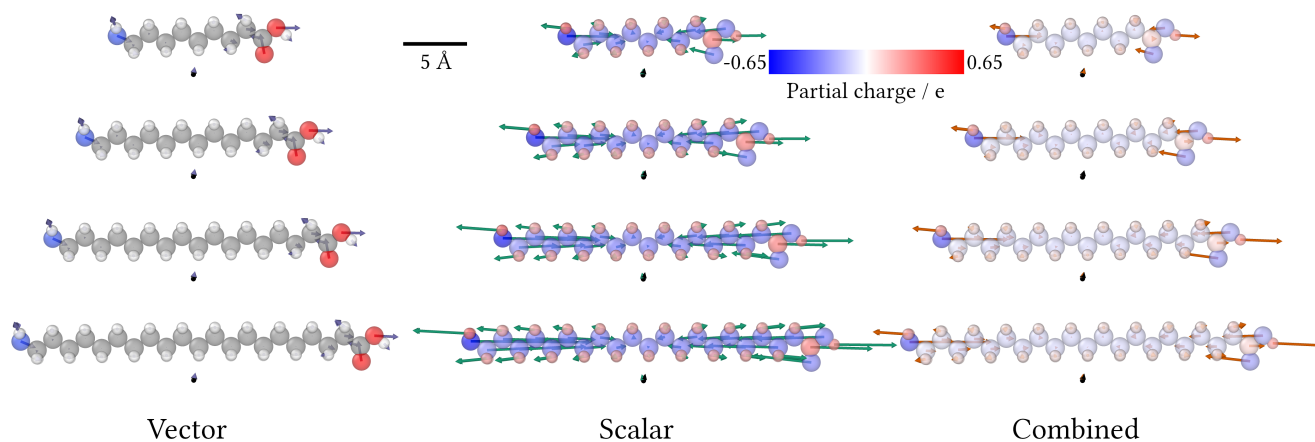 5 Å
-0.65
0.65
Partial charge / e
Vector
Scalar
Combined